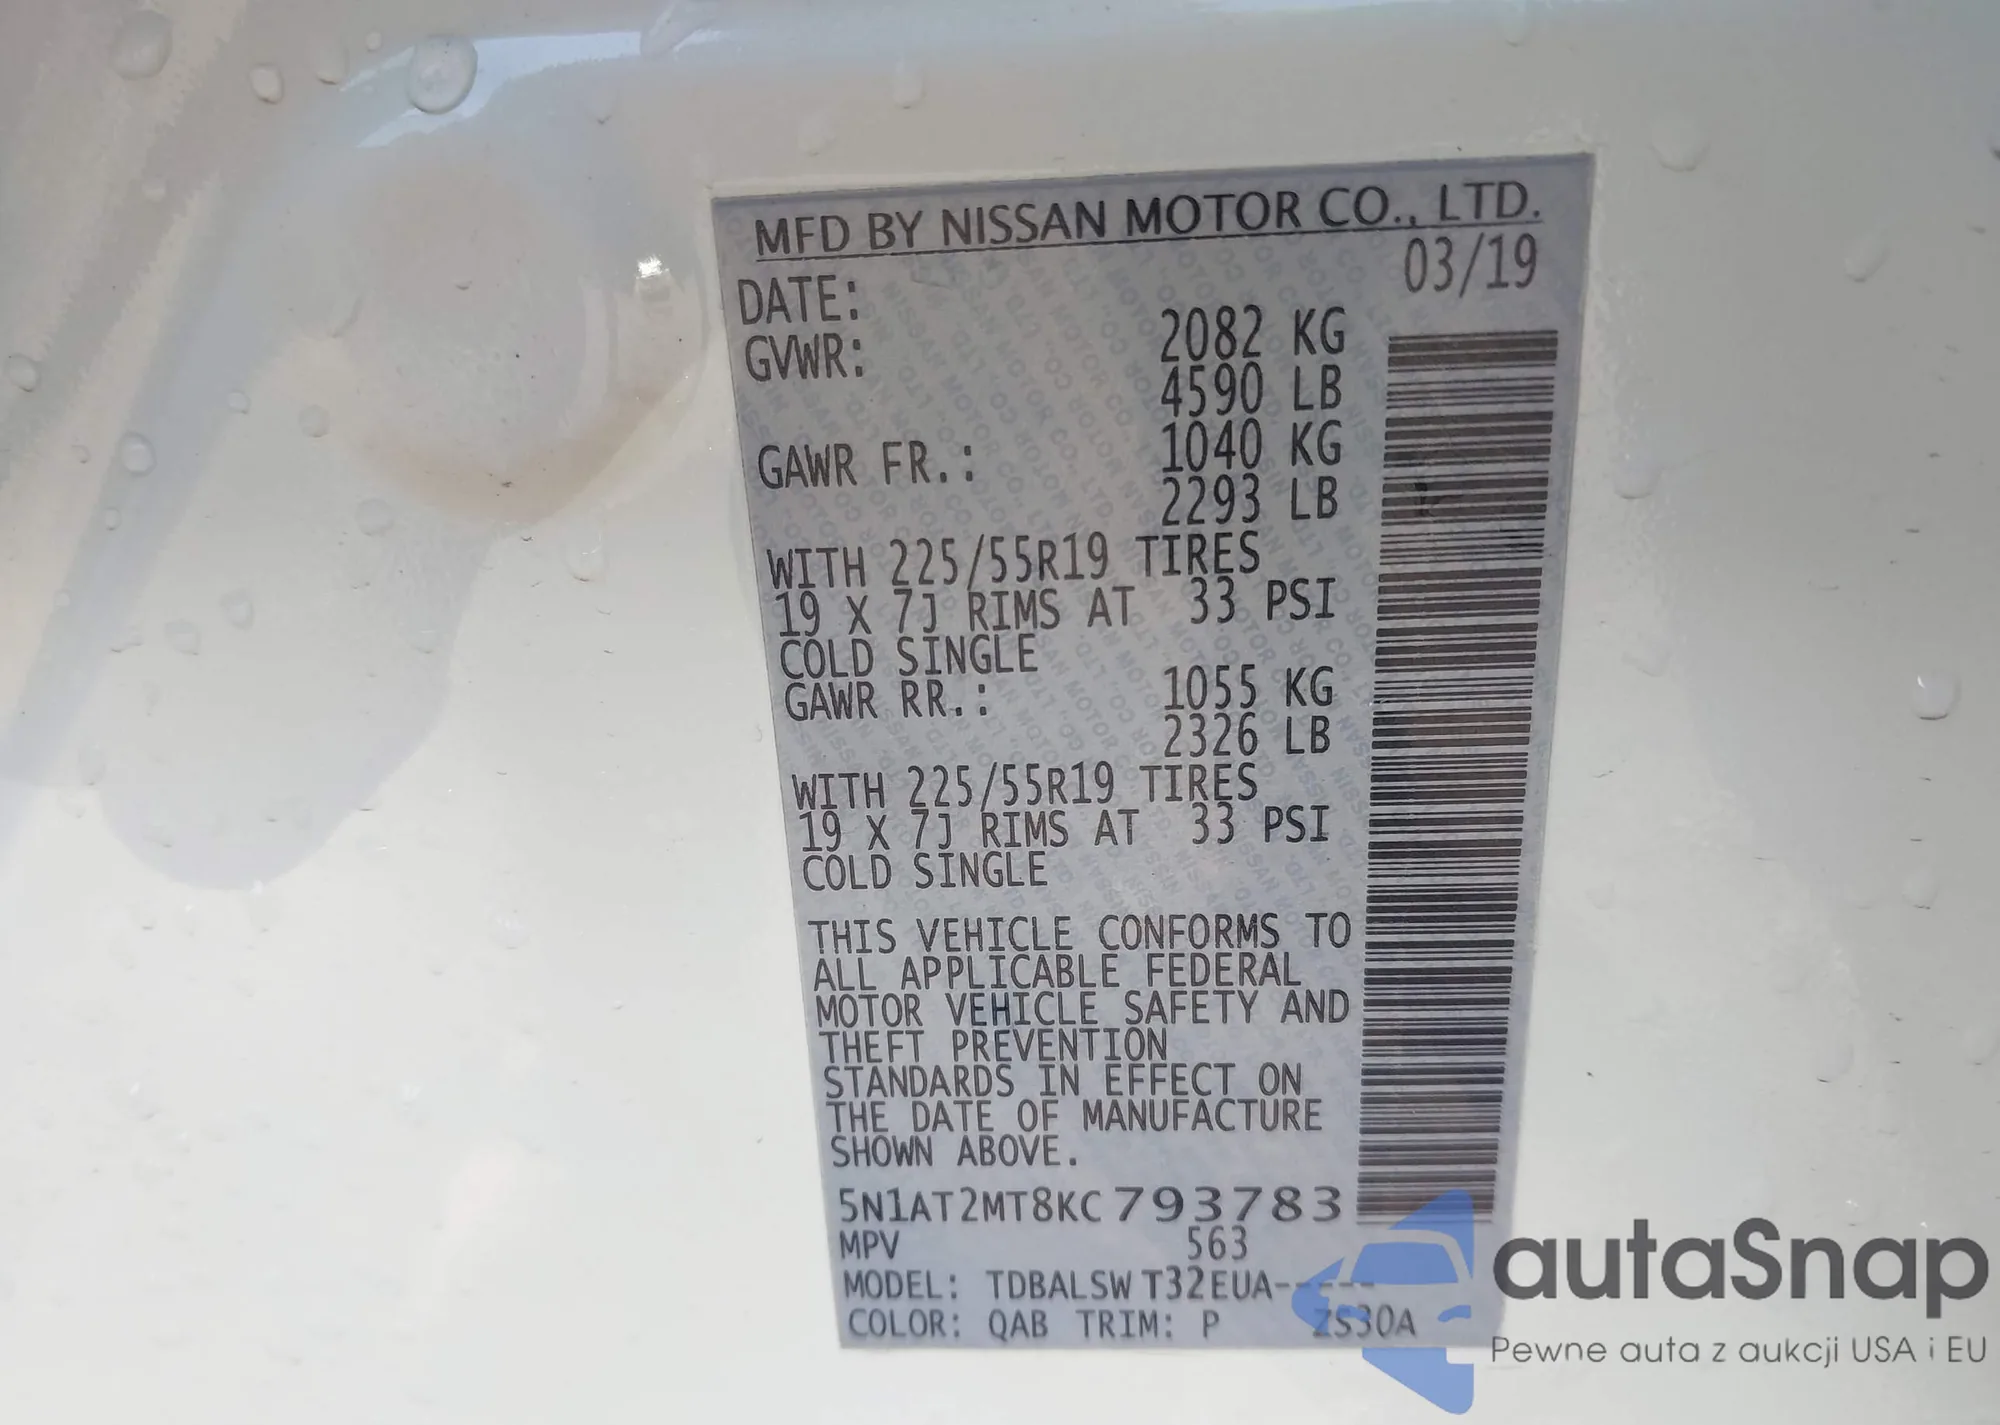 MFD BY NISSAN MOTOR CO., LTD.
DATE: 03/19
GVWR: 2082 KG
4590 LB
GAWR FR.: 1040 KG
2293 LB
WITH 225/55R19 TIRES
19 X 7J RIMS AT 33 PSI
COLD SINGLE
GAWR RR.: 1055 KG
2326 LB
WITH 225/55R19 TIRES
19 X 7J RIMS AT 33 PSI
COLD SINGLE
THIS VEHICLE CONFORMS TO
ALL APPLICABLE FEDERAL
MOTOR VEHICLE SAFETY AND
THEFT PREVENTION
STANDARDS IN EFFECT ON
THE DATE OF MANUFACTURE
SHOWN ABOVE.
5N1AT2MT8KC793783
MPV 563
MODEL: TDBALSW T32EUA-----
COLOR: QAB TRIM: P ZS30A
autaSnap
Pewne auta z aukcji USA i EU